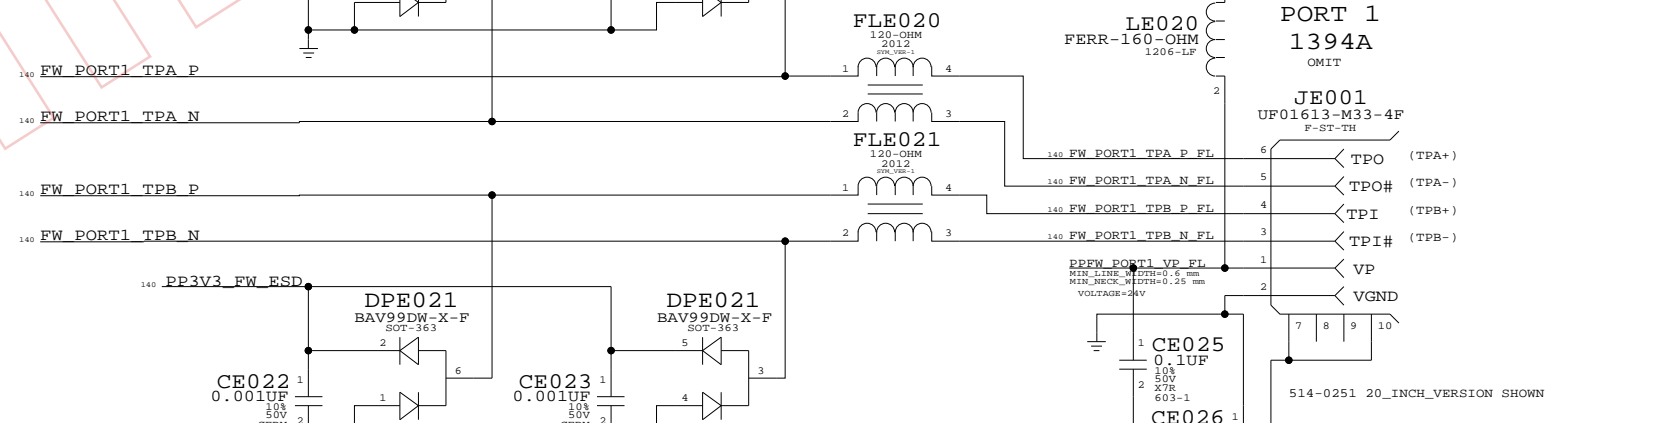 FLE020
120-OHM
2012
SYM_VER-1
LE020
FERR-160-OHM
1206-LF
2
PORT 1
1394A
OMIT
140 FW_PORT1_TPA_P
1 4
140 FW_PORT1_TPA_N
2 3
JE001
UF01613-M33-4F
F-ST-TH
FLE021
120-OHM
2012
SYM_VER-1
140 FW_PORT1_TPA_P_FL 6 TPO (TPA+)
140 FW_PORT1_TPA_N_FL 5 TPO# (TPA-)
140 FW_PORT1_TPB_P
1 4
140 FW_PORT1_TPB_P_FL 4 TPI (TPB+)
140 FW_PORT1_TPB_N
2 3
140 FW_PORT1_TPB_N_FL 3 TPI# (TPB-)
PPFW_PORT1_VP_FL 1 VP
MIN_LINE_WIDTH=0.6 mm
MIN_NECK_WIDTH=0.25 mm
VOLTAGE=24V
2 VGND
140 PP3V3_FW_ESD
DPE021
BAV99DW-X-F
SOT-363
2
6
1
DPE021
BAV99DW-X-F
SOT-363
5
3
4
7 8 9 10
1
CE025
0.1UF
10%
50V
X7R
603-1
2
CE022 1
0.001UF
10%
50V
2
CE023 1
0.001UF
10%
50V
2
CE026 1
514-0251 20_INCH_VERSION SHOWN